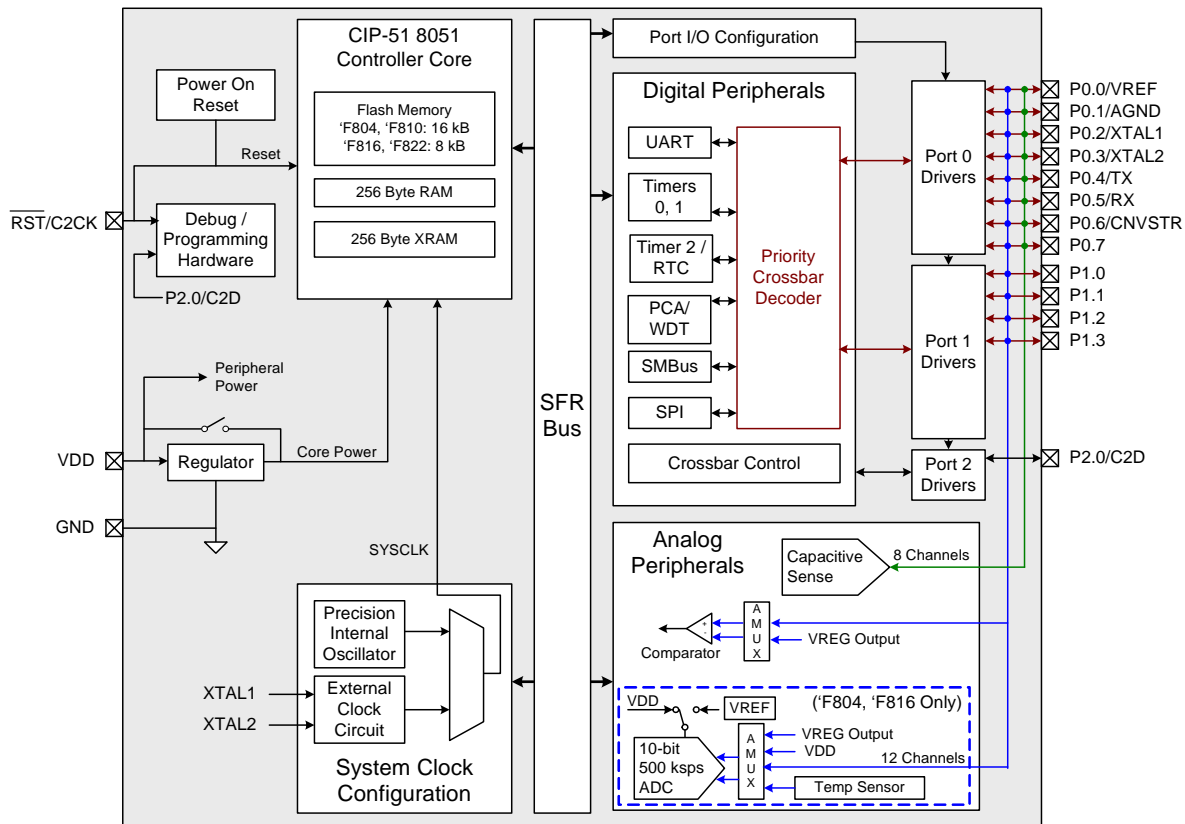 CIP-51 8051
Controller Core
Flash Memory
‘F804, ‘F810: 16 kB
‘F816, ‘F822: 8 kB
256 Byte RAM
256 Byte XRAM
Power On
Reset
Reset
RST/C2CK
Debug /
Programming
Hardware
P2.0/C2D
Peripheral
Power
VDD
Regulator
Core Power
GND
SYSCLK
Precision
Internal
Oscillator
XTAL1
XTAL2
External
Clock
Circuit
System Clock
Configuration
SFR
Bus
Port I/O Configuration
Digital Peripherals
UART
Timers
0, 1
Timer 2 /
RTC
PCA/
WDT
SMBus
SPI
Priority
Crossbar
Decoder
Crossbar Control
Port 0
Drivers
Port 1
Drivers
Port 2
Drivers
P0.0/VREF
P0.1/AGND
P0.2/XTAL1
P0.3/XTAL2
P0.4/TX
P0.5/RX
P0.6/CNVSTR
P0.7
P1.0
P1.1
P1.2
P1.3
P2.0/C2D
Analog
Peripherals
Capacitive
Sense
8 Channels
+
-
Comparator
A
M
U
X
VREG Output
(‘F804, ‘F816 Only)
VDD
VREF
10-bit
500 ksps
ADC
A
M
U
X
VREG Output
VDD
12 Channels
Temp Sensor